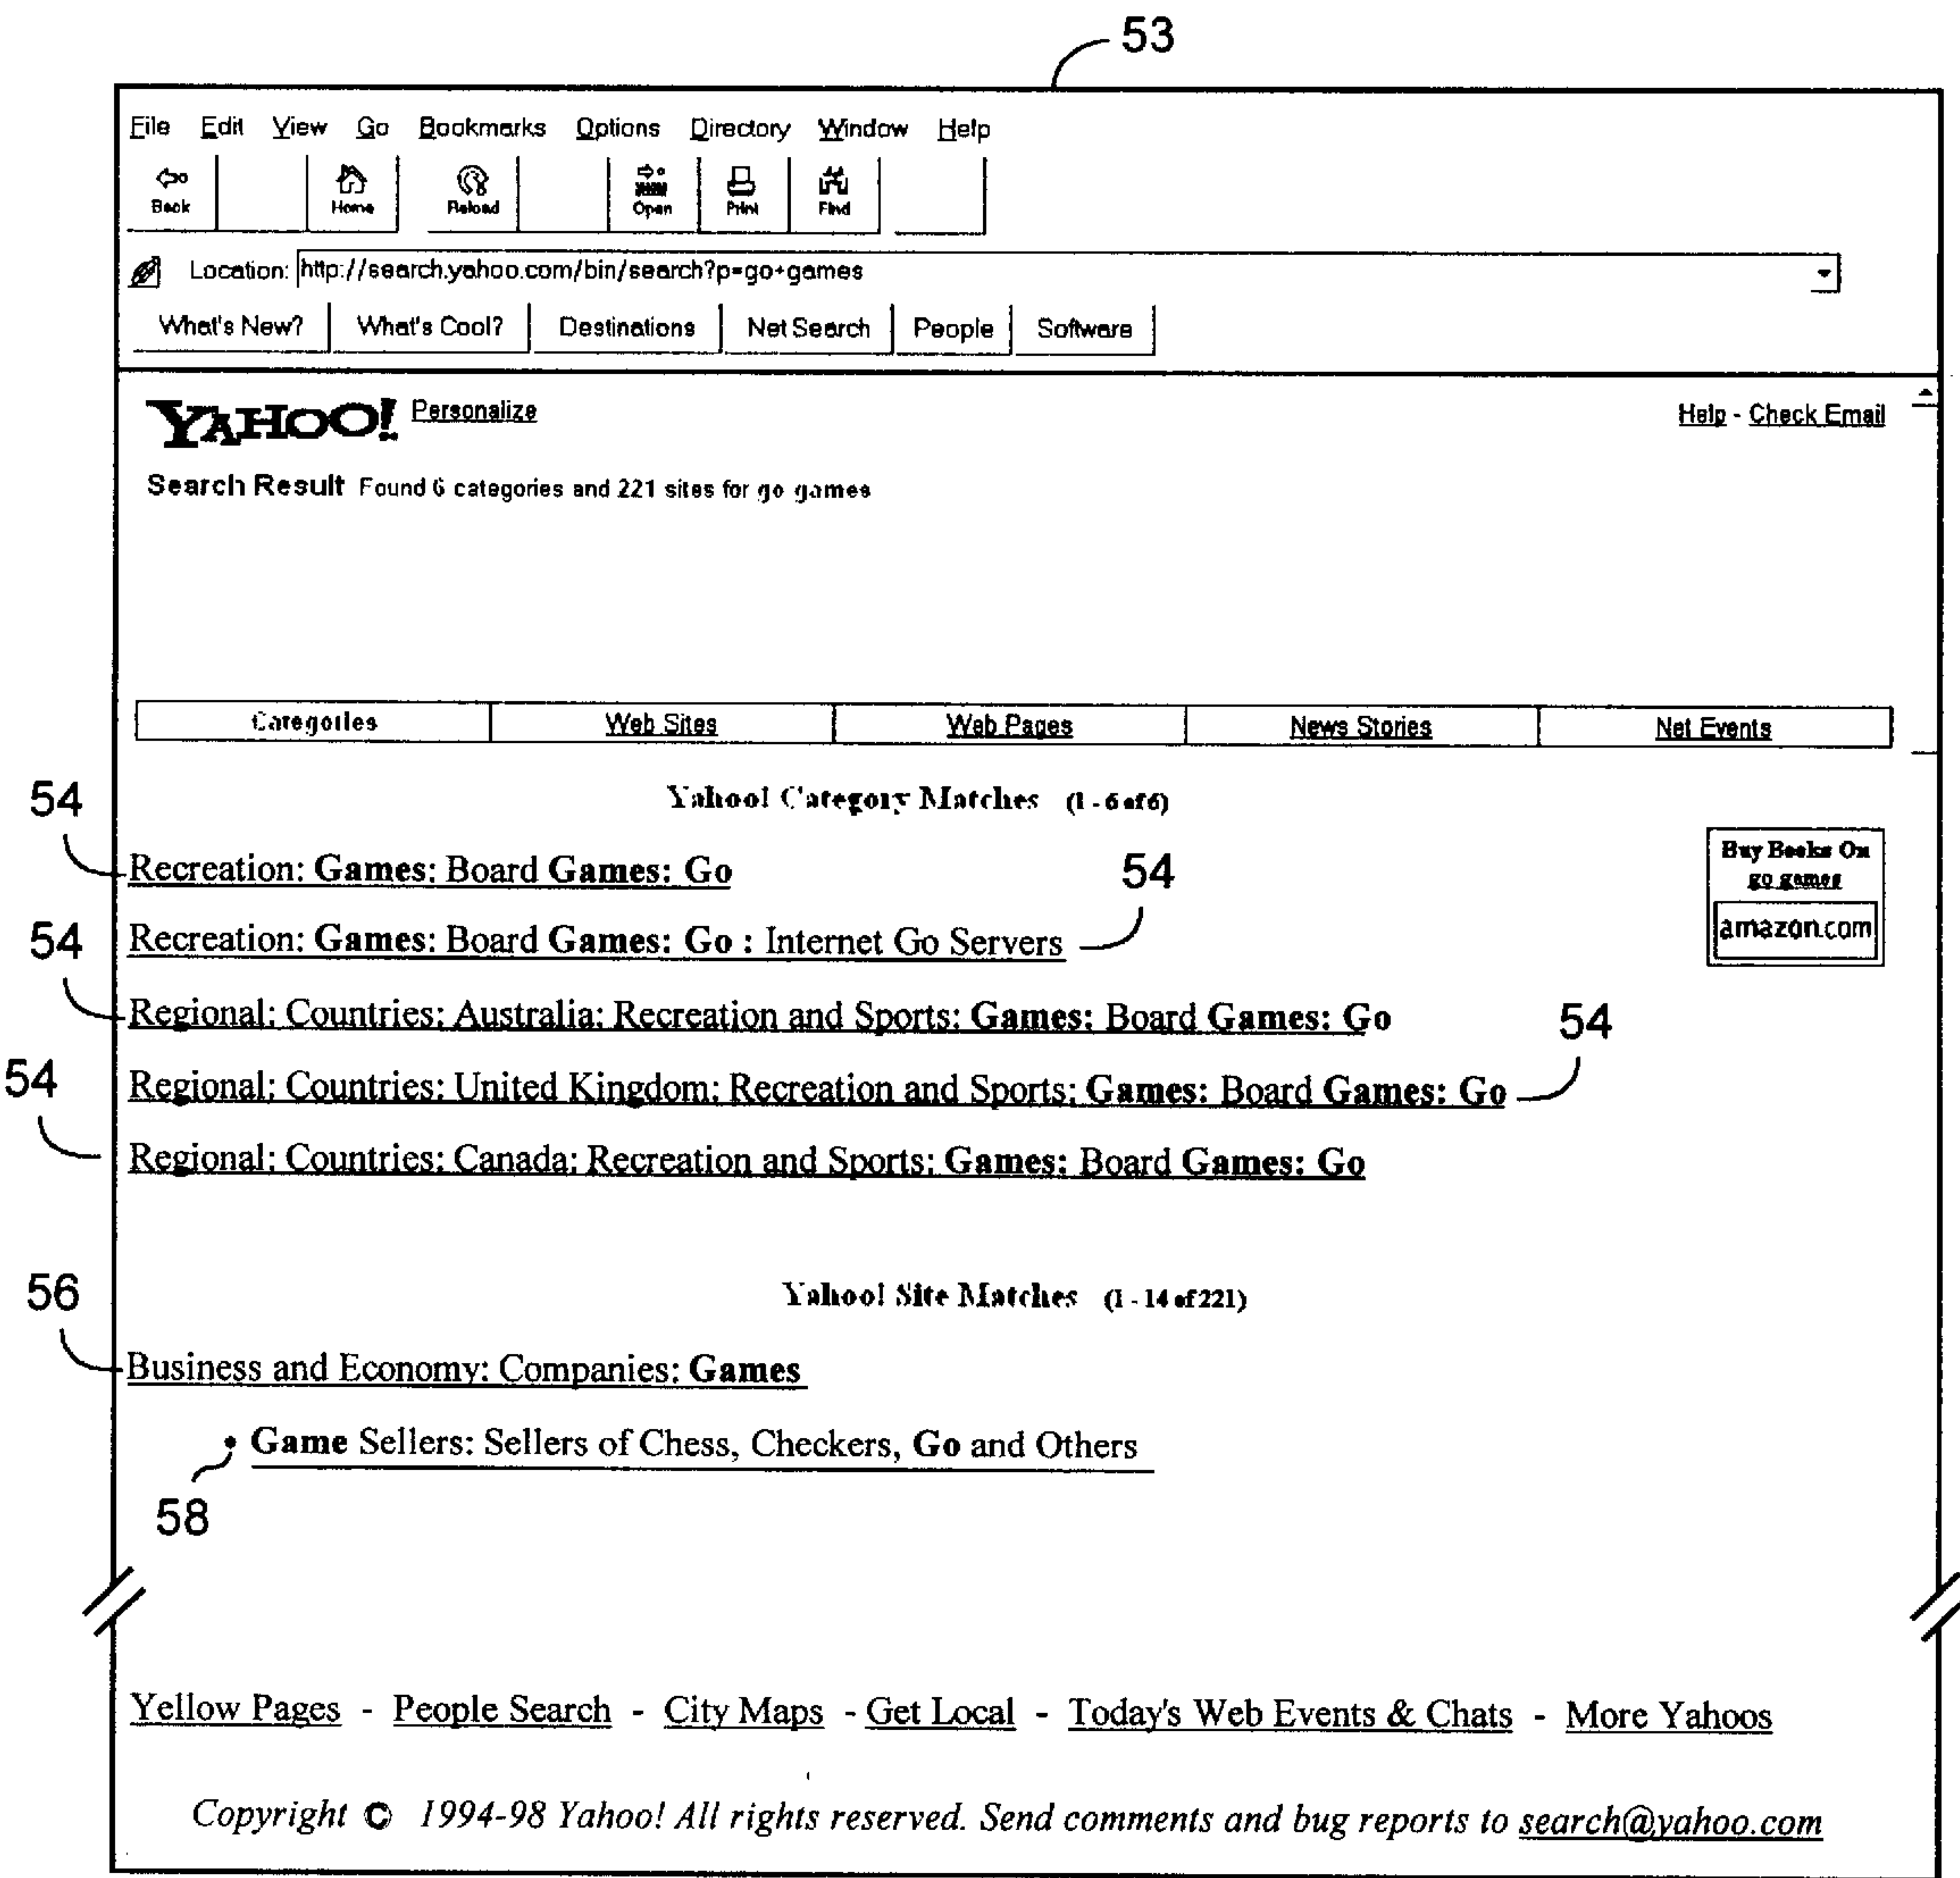 53
File Edit View Go Bookmarks Options Directory Window Help
Back Home Reload Open Print Find
Location: http://search.yahoo.com/bin/search?p=go+games
What's New? What's Cool? Destinations Net Search People Software
YAHOO! Personalize Help - Check Email
Search Result Found 6 categories and 221 sites for go games
Categories Web Sites Web Pages News Stories Net Events
54 Yahoo! Category Matches (1 - 6 of 6)
Recreation: Games: Board Games: Go 54
Buy Books On
go games
amazon.com
54 Recreation: Games: Board Games: Go : Internet Go Servers
Regional: Countries: Australia: Recreation and Sports: Games: Board Games: Go 54
54 Regional: Countries: United Kingdom: Recreation and Sports: Games: Board Games: Go
Regional: Countries: Canada: Recreation and Sports: Games: Board Games: Go
56 Yahoo! Site Matches (1 - 14 of 221)
Business and Economy: Companies: Games
• Game Sellers: Sellers of Chess, Checkers, Go and Others
58
Yellow Pages - People Search - City Maps - Get Local - Today's Web Events & Chats - More Yahoos
Copyright © 1994-98 Yahoo! All rights reserved. Send comments and bug reports to search@yahoo.com